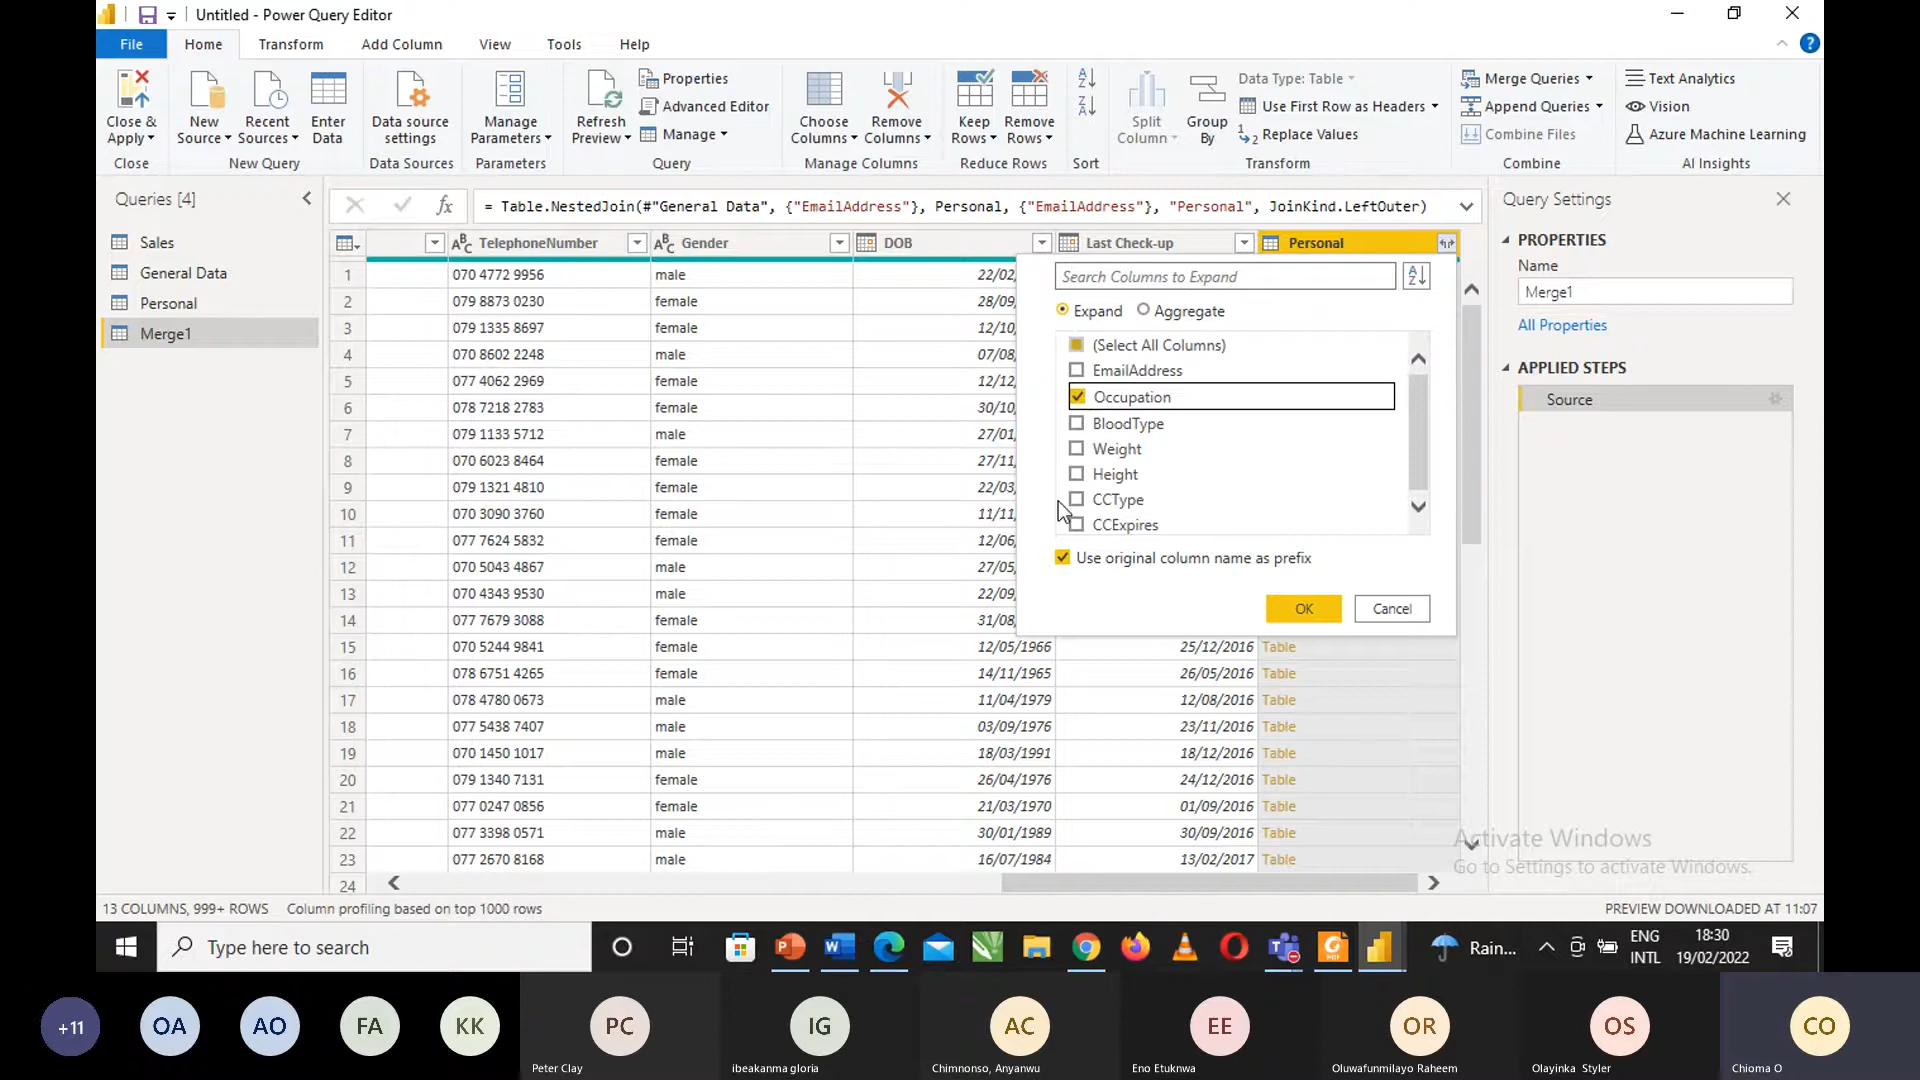 Untitled - Power Query Editor
File Home Transform Add Column View Tools Help
Close & Apply
Close
New Source
Recent Sources
Enter Data
New Query
Data source settings
Data Sources
Manage Parameters
Parameters
Refresh Preview
Properties
Advanced Editor
Manage
Query
Choose Columns
Remove Columns
Manage Columns
Keep Rows
Remove Rows
Reduce Rows
Sort
Split Column
Group By
Data Type: Table
Use First Row as Headers
Replace Values
Transform
Merge Queries
Append Queries
Combine Files
Combine
Text Analytics
Vision
Azure Machine Learning
AI Insights
Queries [4]
Sales
General Data
Personal
Merge1
fx = Table.NestedJoin(#"General Data", {"EmailAddress"}, Personal, {"EmailAddress"}, "Personal", JoinKind.LeftOuter)
TelephoneNumber Gender DOB Last Check-up Personal
1 070 4772 9956 male 22/02/
2 079 8873 0230 female 28/09/
3 079 1335 8697 female 12/10/
4 070 8602 2248 male 07/08/
5 077 4062 2969 female 12/12/
6 078 7218 2783 female 30/10/
7 079 1133 5712 male 27/01/
8 070 6023 8464 female 27/11/
9 079 1321 4810 female 22/03/
10 070 3090 3760 female 11/11/
11 077 7624 5832 female 12/06/
12 070 5043 4867 male 27/05/
13 070 4343 9530 male 22/09/
14 077 7679 3088 female 31/08/
15 070 5244 9841 female 12/05/1966 25/12/2016 Table
16 078 6751 4265 female 14/11/1965 26/05/2016 Table
17 078 4780 0673 male 11/04/1979 12/08/2016 Table
18 077 5438 7407 male 03/09/1976 23/11/2016 Table
19 070 1450 1017 male 18/03/1991 18/12/2016 Table
20 079 1340 7131 female 26/04/1976 24/12/2016 Table
21 077 0247 0856 female 21/03/1970 01/09/2016 Table
22 077 3398 0571 male 30/01/1989 30/09/2016 Table
23 077 2670 8168 male 16/07/1984 13/02/2017 Table
24
Search Columns to Expand
Expand Aggregate
(Select All Columns)
EmailAddress
Occupation
BloodType
Weight
Height
CCType
CCExpires
Use original column name as prefix
OK Cancel
Query Settings
PROPERTIES
Name
Merge1
All Properties
APPLIED STEPS
Source
Activate Windows
Go to Settings to activate Windows.
13 COLUMNS, 999+ ROWS Column profiling based on top 1000 rows
PREVIEW DOWNLOADED AT 11:07
Type here to search
Rain...
ENG
INTL
18:30
19/02/2022
+11 OA AO FA KK PC IG AC EE OR OS CO
Peter Clay ibeakanma gloria Chimnonso, Anyanwu Eno Etuknwa Oluwafunmilayo Raheem Olayinka Styler Chioma O